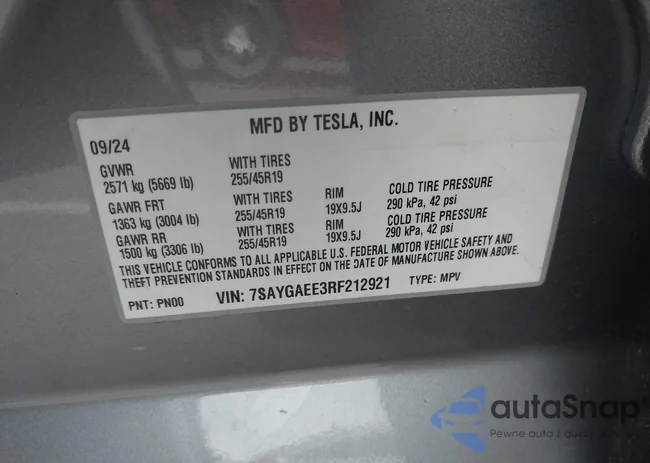 MFD BY TESLA, INC.
09/24
GVWR
2571 kg (5669 lb)
WITH TIRES
255/45R19
GAWR FRT
1363 kg (3004 lb)
WITH TIRES
255/45R19
RIM
19X9.5J
COLD TIRE PRESSURE
290 kPa, 42 psi
GAWR RR
1500 kg (3306 lb)
WITH TIRES
255/45R19
RIM
19X9.5J
COLD TIRE PRESSURE
290 kPa, 42 psi
THIS VEHICLE CONFORMS TO ALL APPLICABLE U.S. FEDERAL MOTOR VEHICLE SAFETY AND
THEFT PREVENTION STANDARDS IN EFFECT ON THE DATE OF MANUFACTURE SHOWN ABOVE.
PNT: PN00 VIN: 7SAYGAEE3RF212921 TYPE: MPV
autaSnap
Pewne auta z